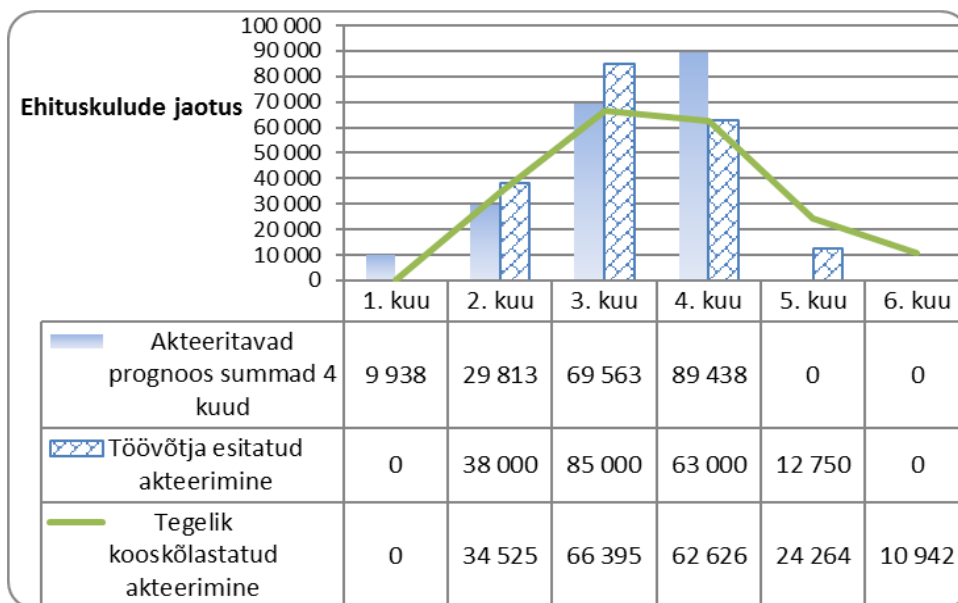 100 000
90 000
80 000
70 000
60 000
50 000
40 000
30 000
20 000
10 000
0
Ehituskulude jaotus
1. kuu 2. kuu 3. kuu 4. kuu 5. kuu 6. kuu
Akteeritavad
prognoos summad 4
kuud
9 938 29 813 69 563 89 438 0 0
Töövõtja esitatud
akteerimine
0 38 000 85 000 63 000 12 750 0
Tegelik
kooskõlastatud
akteerimine
0 34 525 66 395 62 626 24 264 10 942